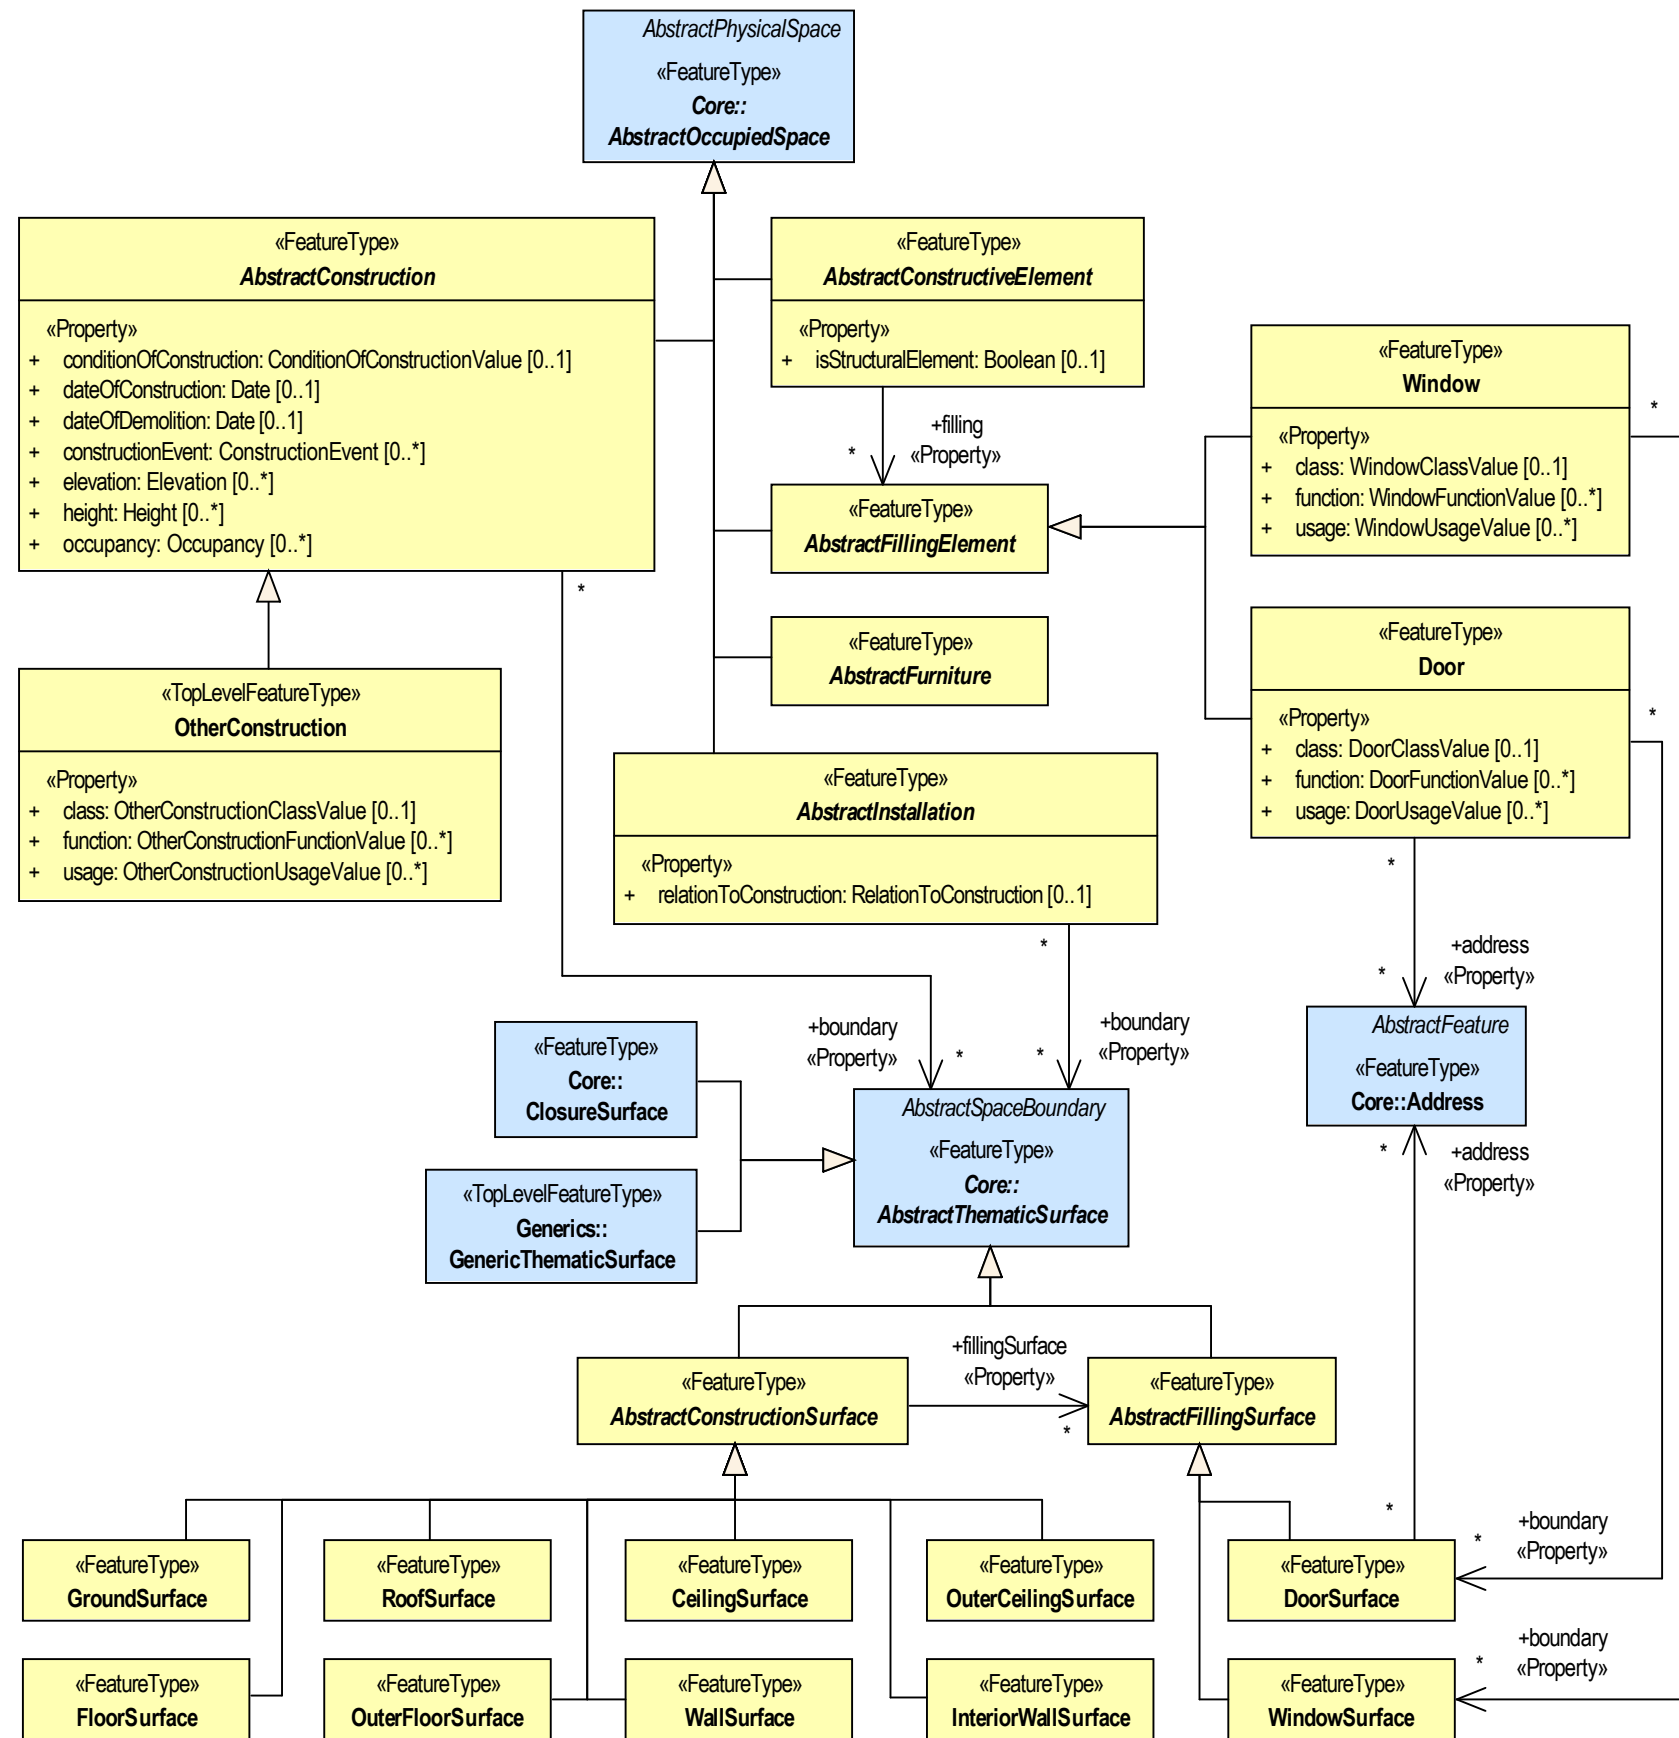 AbstractPhysicalSpace
«FeatureType»
Core::
AbstractOccupiedSpace
«FeatureType»
AbstractConstruction
«Property»
+ conditionOfConstruction: ConditionOfConstructionValue [0..1]
+ dateOfConstruction: Date [0..1]
+ dateOfDemolition: Date [0..1]
+ constructionEvent: ConstructionEvent [0..*]
+ elevation: Elevation [0..*]
+ height: Height [0..*]
+ occupancy: Occupancy [0..*]
«FeatureType»
AbstractConstructiveElement
«Property»
+ isStructuralElement: Boolean [0..1]
+filling
* «Property»
«FeatureType»
AbstractFillingElement
«FeatureType»
Window
«Property»
+ class: WindowClassValue [0..1]
+ function: WindowFunctionValue [0..*]
+ usage: WindowUsageValue [0..*]
*
*
«FeatureType»
AbstractFurniture
«FeatureType»
Door
«Property»
+ class: DoorClassValue [0..1]
+ function: DoorFunctionValue [0..*]
+ usage: DoorUsageValue [0..*]
*
«TopLevelFeatureType»
OtherConstruction
«Property»
+ class: OtherConstructionClassValue [0..1]
+ function: OtherConstructionFunctionValue [0..*]
+ usage: OtherConstructionUsageValue [0..*]
«FeatureType»
AbstractInstallation
«Property»
+ relationToConstruction: RelationToConstruction [0..1]
*
*
+address
* «Property»
AbstractFeature
«FeatureType»
Core::Address
* +address
«Property»
+boundary
«Property» *
+boundary
* «Property»
«FeatureType»
Core::
ClosureSurface
«TopLevelFeatureType»
Generics::
GenericThematicSurface
AbstractSpaceBoundary
«FeatureType»
Core::
AbstractThematicSurface
+fillingSurface
«Property»
*
«FeatureType»
AbstractConstructionSurface
«FeatureType»
AbstractFillingSurface
*
+boundary
* «Property»
«FeatureType»
GroundSurface
«FeatureType»
RoofSurface
«FeatureType»
CeilingSurface
«FeatureType»
OuterCeilingSurface
«FeatureType»
DoorSurface
+boundary
* «Property»
«FeatureType»
FloorSurface
«FeatureType»
OuterFloorSurface
«FeatureType»
WallSurface
«FeatureType»
InteriorWallSurface
«FeatureType»
WindowSurface